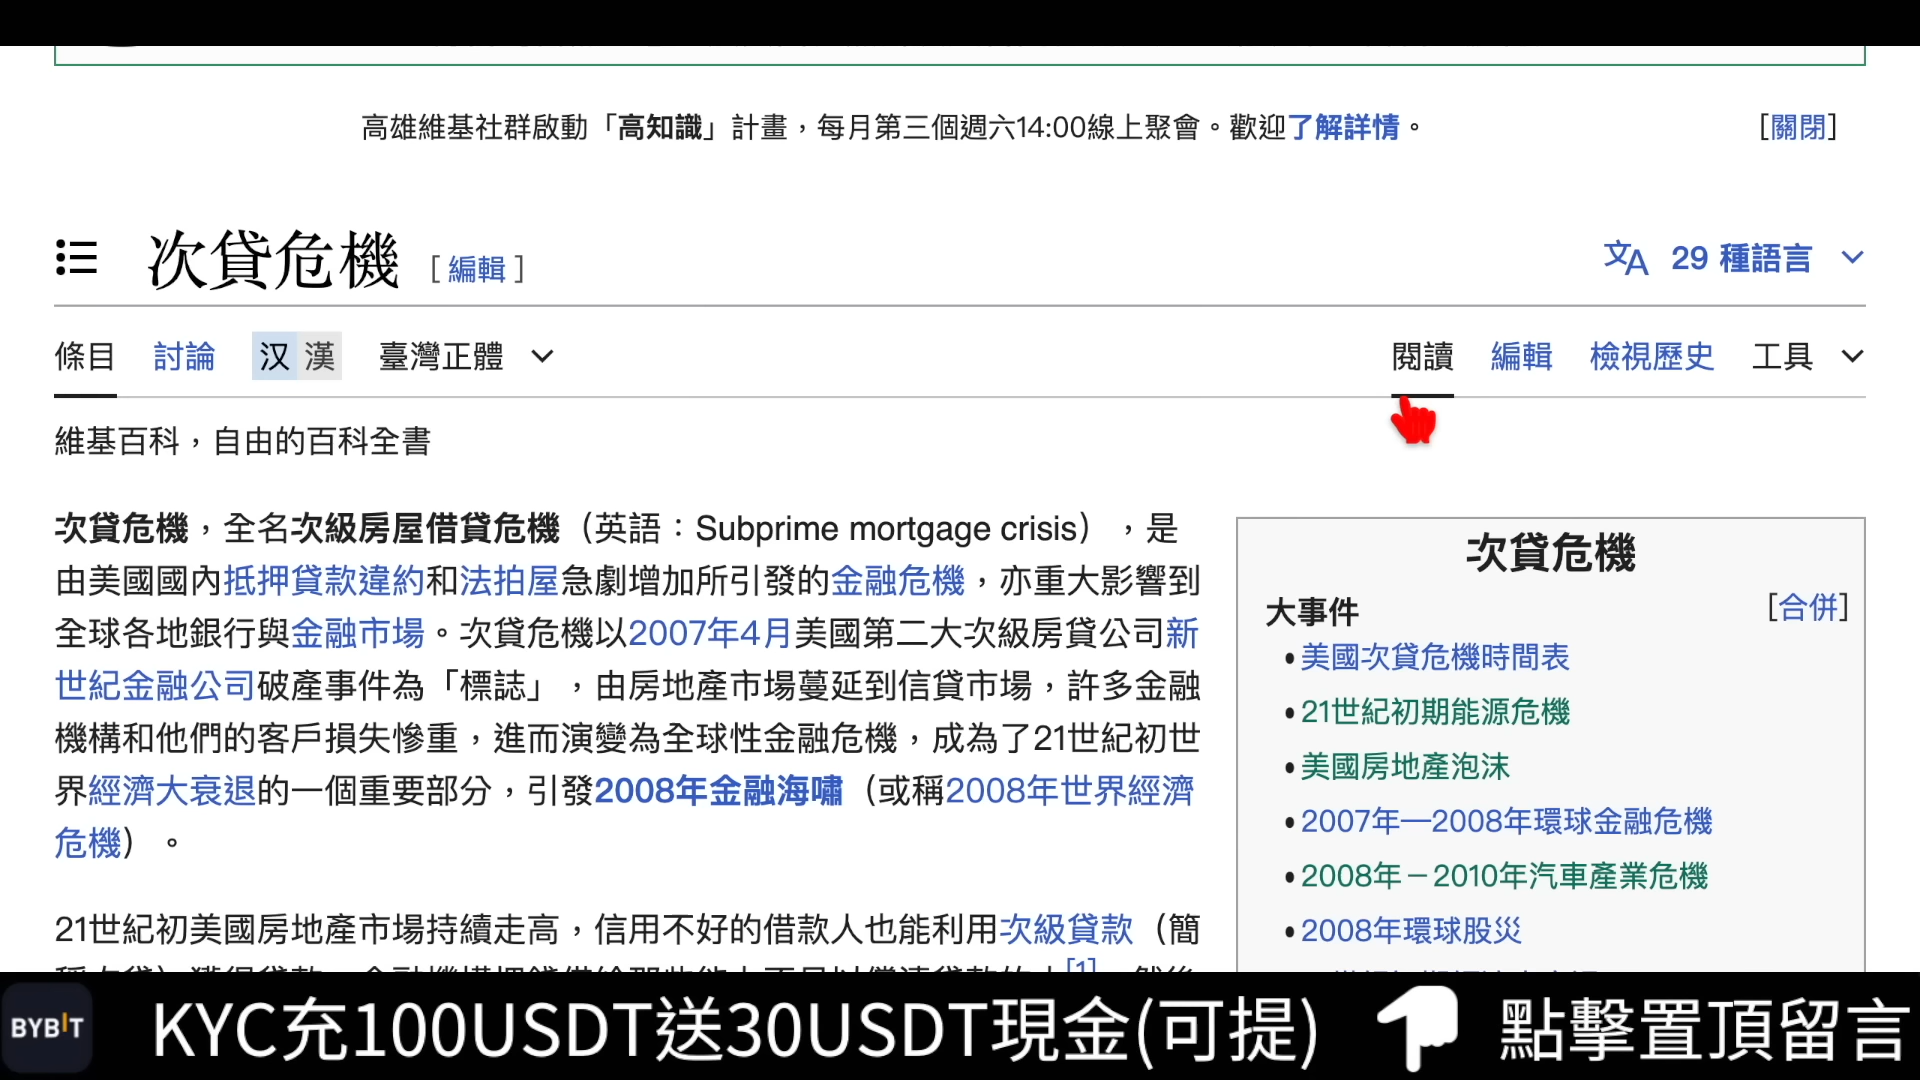 高雄維基社群啟動「高知識」計畫，每月第三個週六14:00線上聚會。歡迎了解詳情。
[關閉]
次貸危機 [ 編輯 ]
文A 29 種語言
條目 討論 汉 漢 臺灣正體
閱讀 編輯 檢視歷史 工具
維基百科，自由的百科全書
次貸危機，全名次級房屋借貸危機（英語：Subprime mortgage crisis），是
由美國國內抵押貸款違約和法拍屋急劇增加所引發的金融危機，亦重大影響到
全球各地銀行與金融市場。次貸危機以2007年4月美國第二大次級房貸公司新
世紀金融公司破產事件為「標誌」，由房地產市場蔓延到信貸市場，許多金融
機構和他們的客戶損失慘重，進而演變為全球性金融危機，成為了21世紀初世
界經濟大衰退的一個重要部分，引發2008年金融海嘯（或稱2008年世界經濟
危機）。
21世紀初美國房地產市場持續走高，信用不好的借款人也能利用次級貸款（簡
次貸危機
大事件 [合併]
•美國次貸危機時間表
•21世紀初期能源危機
•美國房地產泡沫
•2007年—2008年環球金融危機
•2008年－2010年汽車產業危機
•2008年環球股災
BYBIT
KYC充100USDT送30USDT現金(可提)
點擊置頂留言